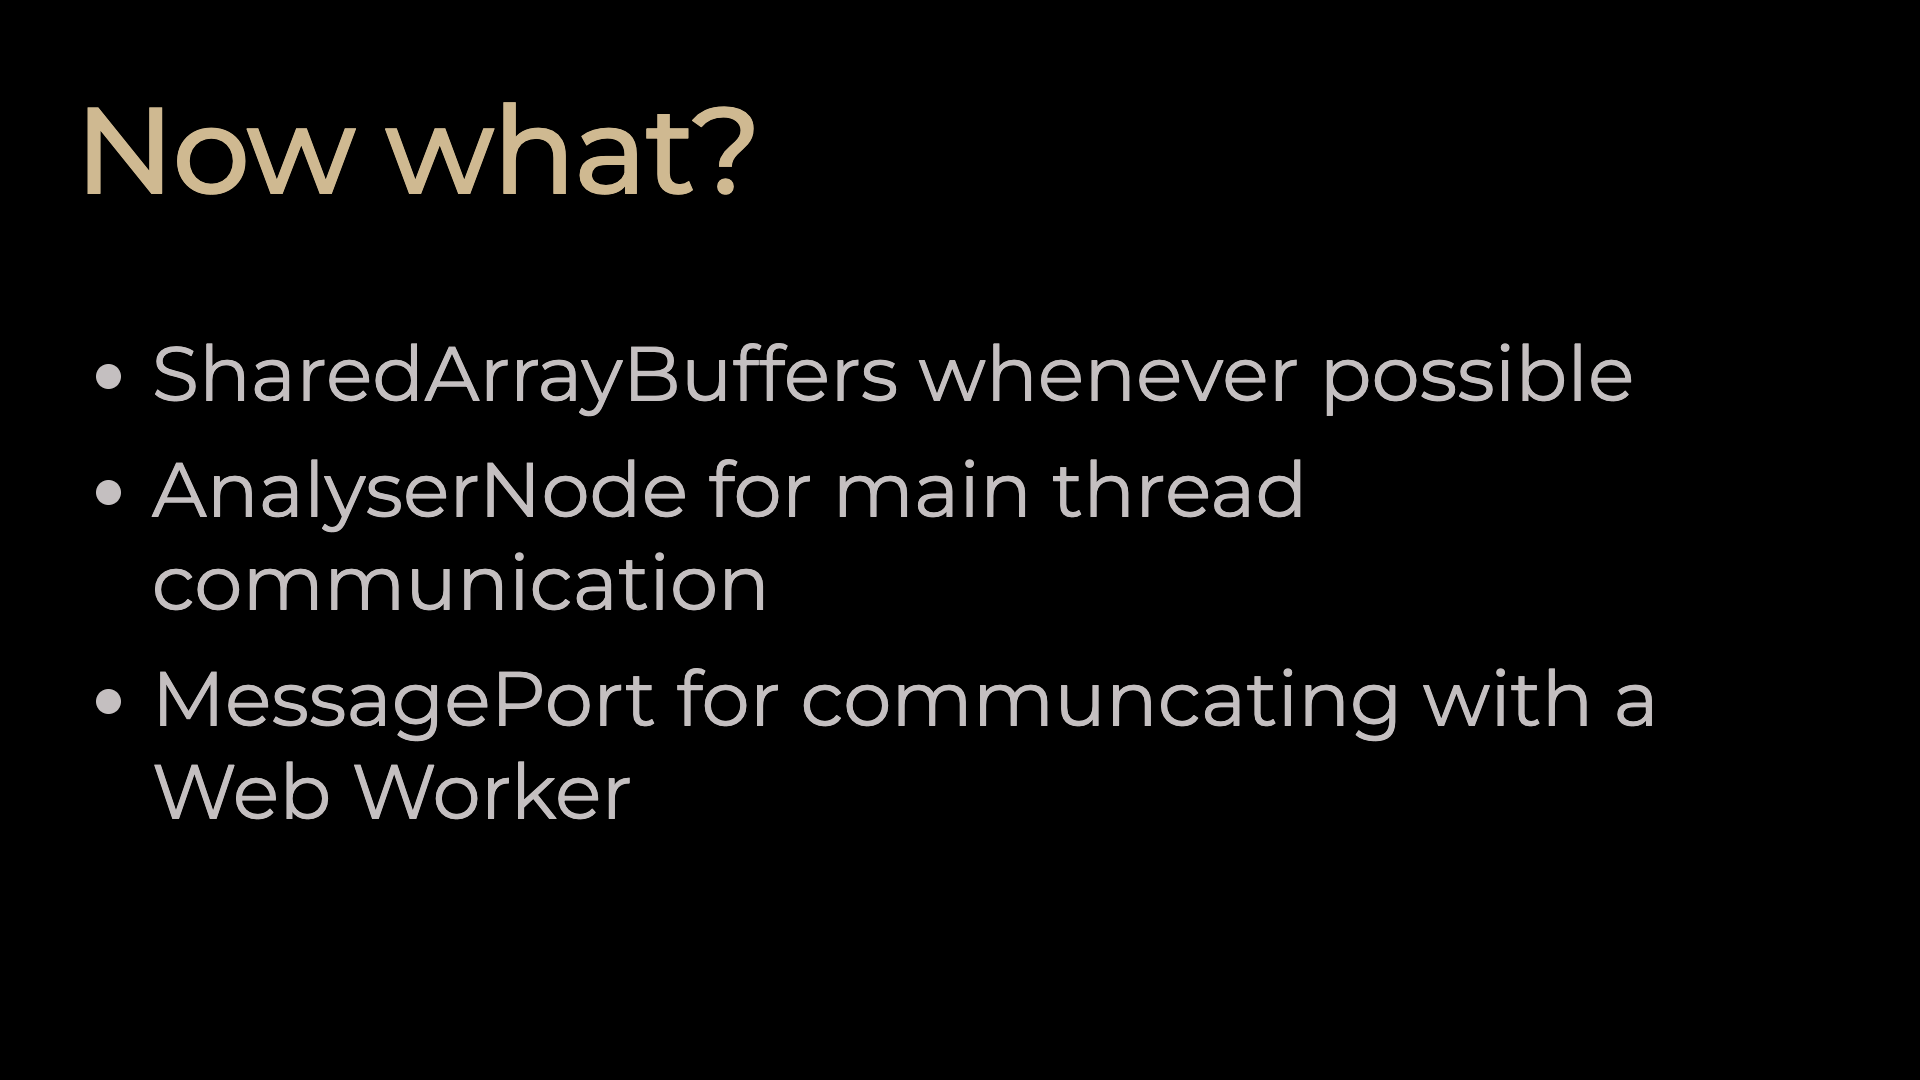 Now what?
• SharedArrayBuffers whenever possible
• AnalyserNode for main thread
communication
• MessagePort for communcating with a
Web Worker